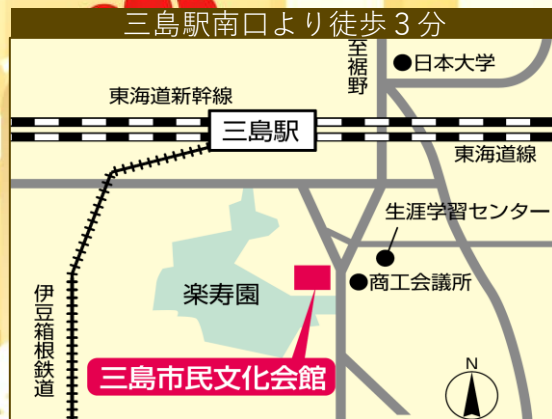 三島駅南口より徒歩３分
至裾野
日本大学
東海道新幹線
三島駅
東海道線
生涯学習センター
商工会議所
楽寿園
伊豆箱根鉄道
三島市民文化会館
N